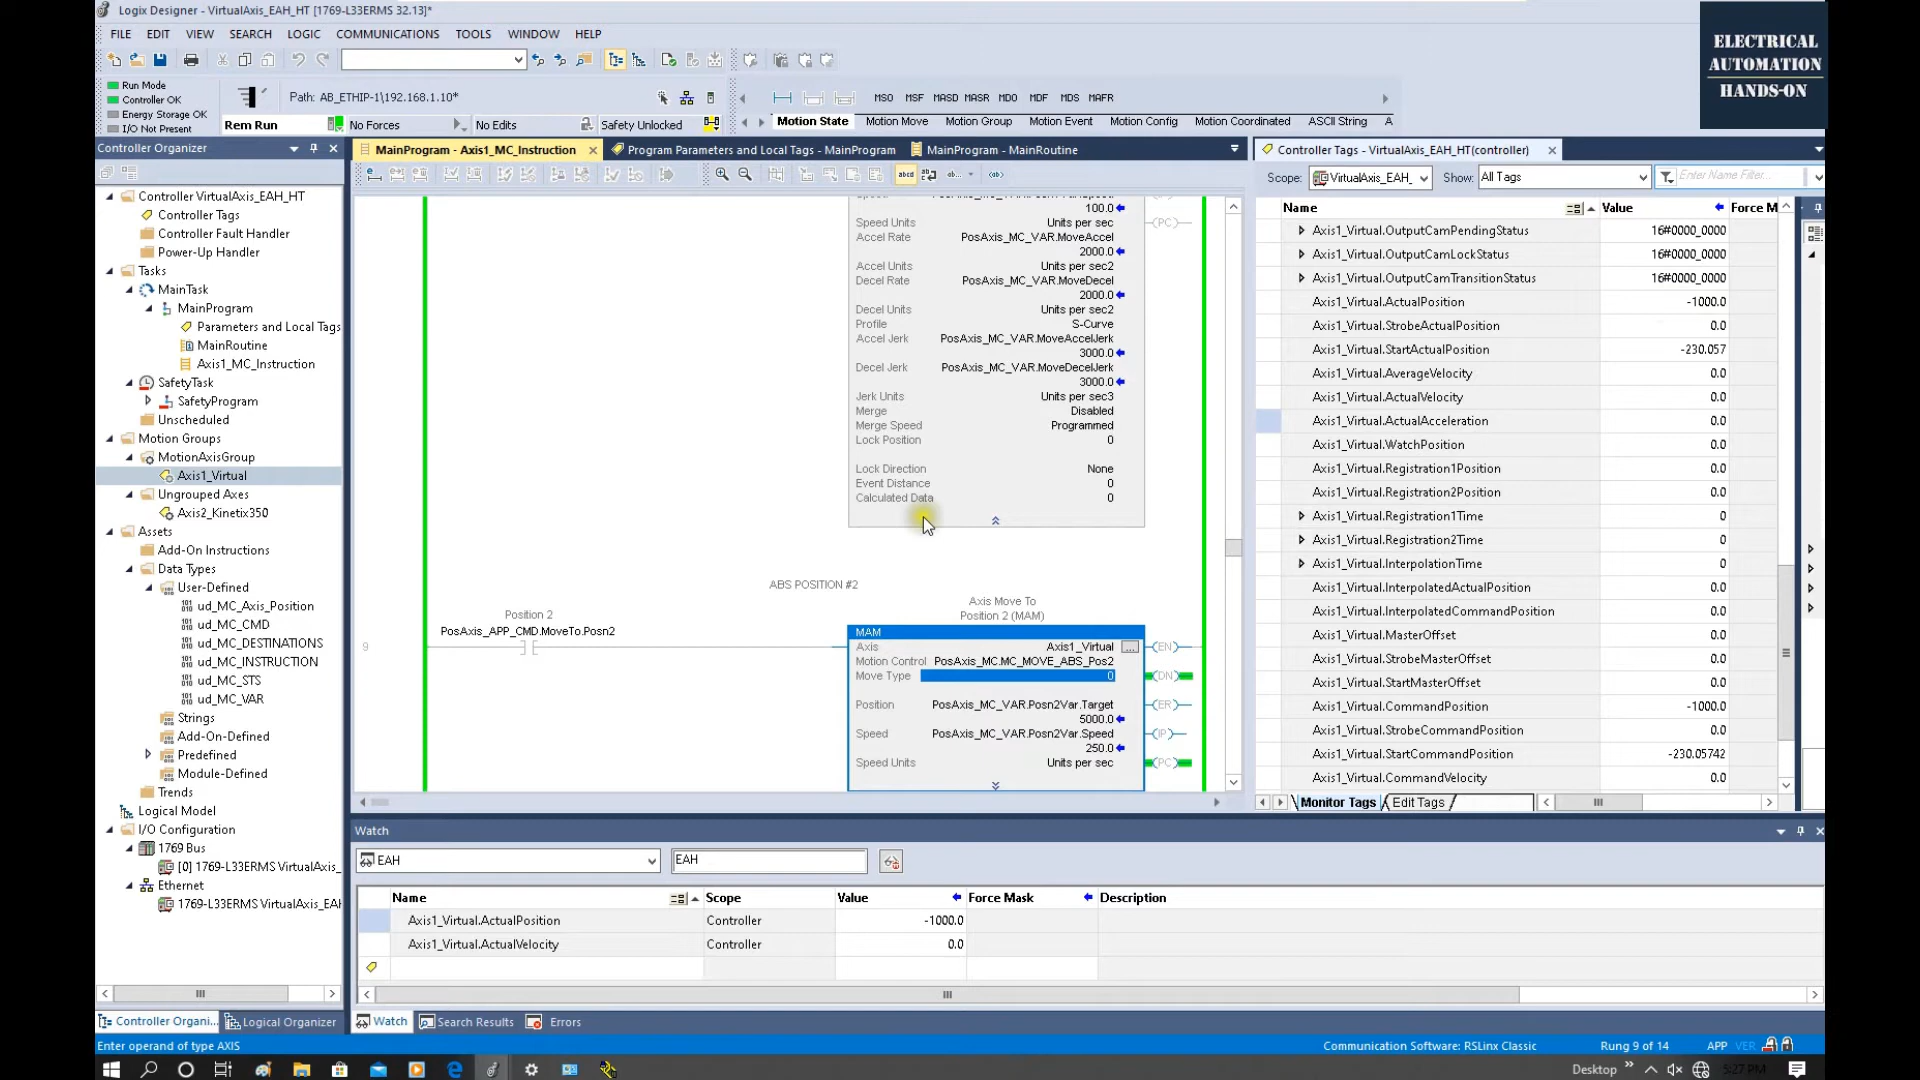 Logix Designer - VirtualAxis_EAH_HT [1769-L33ERMS 32.13]*
FILE EDIT VIEW SEARCH LOGIC COMMUNICATIONS TOOLS WINDOW HELP
ELECTRICAL
AUTOMATION
HANDS-ON
Run Mode
Controller OK
Energy Storage OK
I/O Not Present
Path: AB_ETHIP-1\192.168.1.10*
Rem Run No Forces No Edits Safety Unlocked
MSO MSF MASD MASR MDO MDF MDS MAFR
Motion State Motion Move Motion Group Motion Event Motion Config Motion Coordinated ASCII String A
Controller Organizer
Controller VirtualAxis_EAH_HT
Controller Tags
Controller Fault Handler
Power-Up Handler
Tasks
MainTask
MainProgram
Parameters and Local Tags
MainRoutine
Axis1_MC_Instruction
SafetyTask
SafetyProgram
Unscheduled
Motion Groups
MotionAxisGroup
Axis1_Virtual
Ungrouped Axes
Axis2_Kinetix350
Assets
Add-On Instructions
Data Types
User-Defined
ud_MC_Axis_Position
ud_MC_CMD
ud_MC_DESTINATIONS
ud_MC_INSTRUCTION
ud_MC_STS
ud_MC_VAR
Strings
Add-On-Defined
Predefined
Module-Defined
Trends
Logical Model
I/O Configuration
1769 Bus
[0] 1769-L33ERMS VirtualAxis_
Ethernet
1769-L33ERMS VirtualAxis_EAH
Controller Organi... Logical Organizer
MainProgram - Axis1_MC_Instruction Program Parameters and Local Tags - MainProgram MainProgram - MainRoutine
abcd ab...
100.0
Speed Units Units per sec PC
Accel Rate PosAxis_MC_VAR.MoveAccel
2000.0
Accel Units Units per sec2
Decel Rate PosAxis_MC_VAR.MoveDecel
2000.0
Decel Units Units per sec2
Profile S-Curve
Accel Jerk PosAxis_MC_VAR.MoveAccelJerk
3000.0
Decel Jerk PosAxis_MC_VAR.MoveDecelJerk
3000.0
Jerk Units Units per sec3
Merge Disabled
Merge Speed Programmed
Lock Position 0
Lock Direction None
Event Distance 0
Calculated Data 0
ABS POSITION #2
Position 2
PosAxis_APP_CMD.MoveTo.Posn2
9
Axis Move To
Position 2 (MAM)
MAM
Axis Axis1_Virtual ... EN
Motion Control PosAxis_MC.MC_MOVE_ABS_Pos2
Move Type 0 DN
Position PosAxis_MC_VAR.Posn2Var.Target ER
5000.0
Speed PosAxis_MC_VAR.Posn2Var.Speed IP
250.0
Speed Units Units per sec PC
Controller Tags - VirtualAxis_EAH_HT(controller)
Scope: VirtualAxis_EAH_ Show: All Tags Enter Name Filter...
Name Value Force M
Axis1_Virtual.OutputCamPendingStatus 16#0000_0000
Axis1_Virtual.OutputCamLockStatus 16#0000_0000
Axis1_Virtual.OutputCamTransitionStatus 16#0000_0000
Axis1_Virtual.ActualPosition -1000.0
Axis1_Virtual.StrobeActualPosition 0.0
Axis1_Virtual.StartActualPosition -230.057
Axis1_Virtual.AverageVelocity 0.0
Axis1_Virtual.ActualVelocity 0.0
Axis1_Virtual.ActualAcceleration 0.0
Axis1_Virtual.WatchPosition 0.0
Axis1_Virtual.Registration1Position 0.0
Axis1_Virtual.Registration2Position 0.0
Axis1_Virtual.Registration1Time 0
Axis1_Virtual.Registration2Time 0
Axis1_Virtual.InterpolationTime 0
Axis1_Virtual.InterpolatedActualPosition 0.0
Axis1_Virtual.InterpolatedCommandPosition 0.0
Axis1_Virtual.MasterOffset 0.0
Axis1_Virtual.StrobeMasterOffset 0.0
Axis1_Virtual.StartMasterOffset 0.0
Axis1_Virtual.CommandPosition -1000.0
Axis1_Virtual.StrobeCommandPosition 0.0
Axis1_Virtual.StartCommandPosition -230.05742
Axis1_Virtual.CommandVelocity 0.0
Monitor Tags Edit Tags
Watch
EAH EAH
Name Scope Value Force Mask Description
Axis1_Virtual.ActualPosition Controller -1000.0
Axis1_Virtual.ActualVelocity Controller 0.0
Watch Search Results Errors
Enter operand of type AXIS Communication Software: RSLinx Classic Rung 9 of 14 APP VER
Desktop 5:27 PM